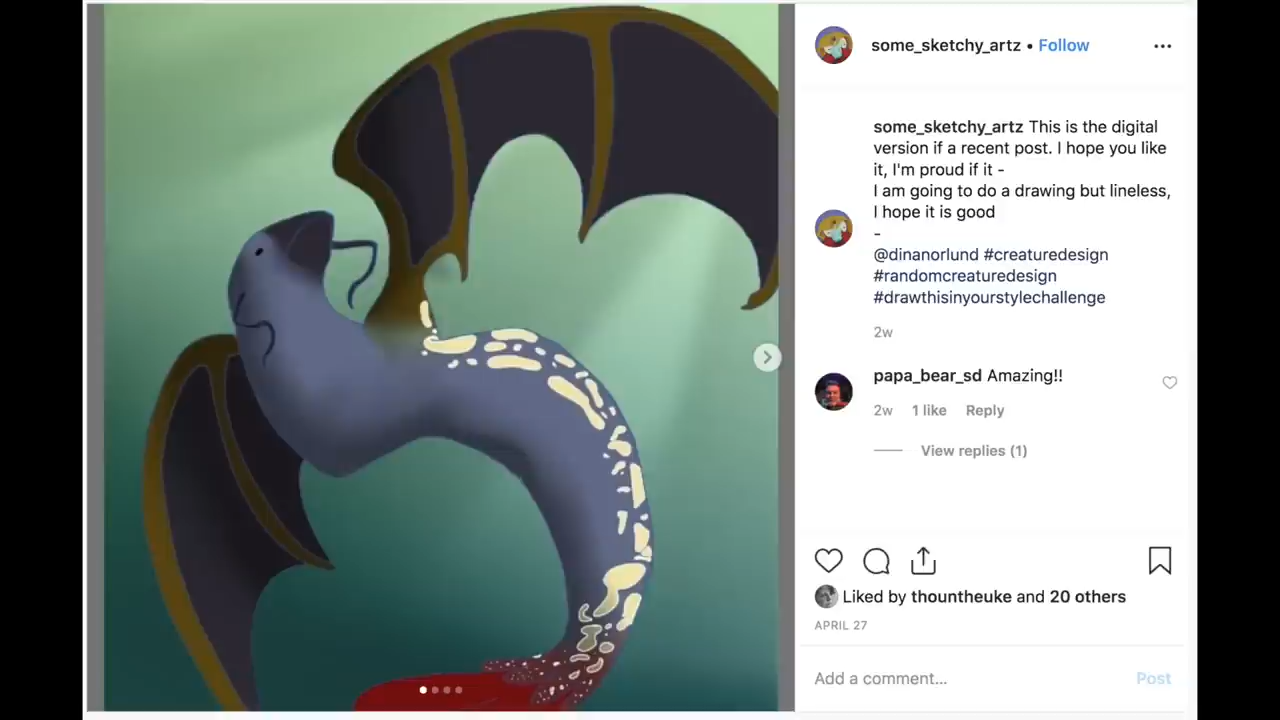 some_sketchy_artz • Follow
some_sketchy_artz This is the digital
version if a recent post. I hope you like
it, I'm proud if it -
I am going to do a drawing but lineless,
I hope it is good
-
@dinanorlund #creaturedesign
#randomcreaturedesign
#drawthisinyourstylechallenge
2w
papa_bear_sd Amazing!!
2w 1 like Reply
View replies (1)
Liked by thountheuke and 20 others
APRIL 27
Add a comment... Post